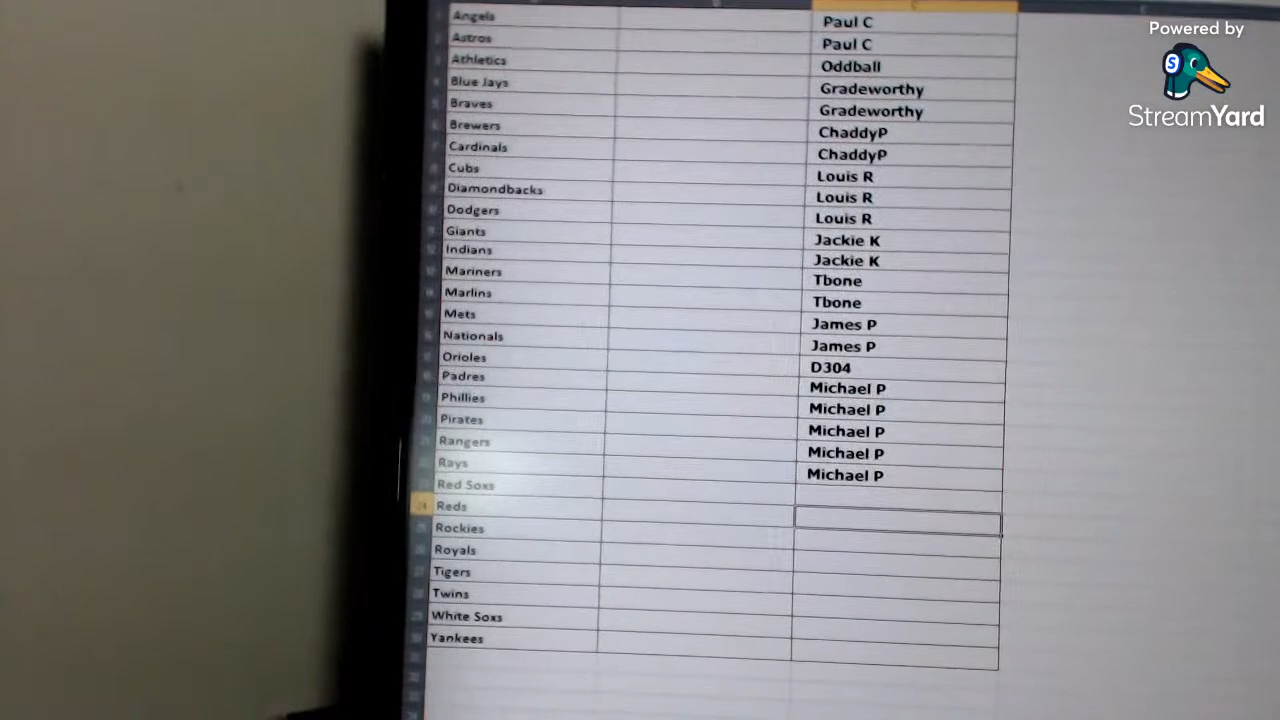 Angels Paul C
Astros Paul C
Athletics Oddball
Blue Jays Gradeworthy
Braves Gradeworthy
Brewers ChaddyP
Cardinals ChaddyP
Cubs Louis R
Diamondbacks Louis R
Dodgers Louis R
Giants Jackie K
Indians Jackie K
Mariners Tbone
Marlins Tbone
Mets James P
Nationals James P
Orioles D304
Padres Michael P
Phillies Michael P
Pirates Michael P
Rangers Michael P
Rays Michael P
Red Soxs
Reds
Rockies
Royals
Tigers
Twins
White Soxs
Yankees
Powered by
S
StreamYard